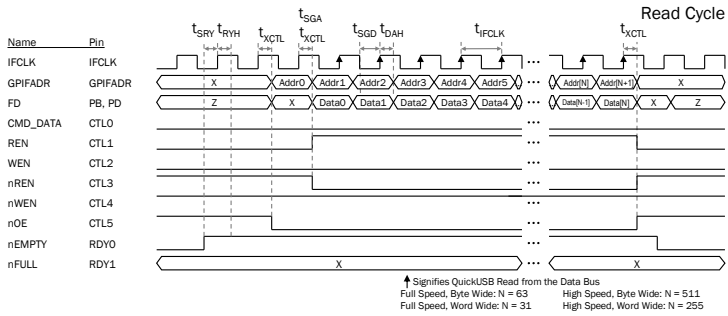 Read Cycle
tSRY tRYH tXCTL tSGA tXCTL tSGD tDAH tIFCLK tXCTL
Name Pin
IFCLK IFCLK ...
GPIFADR GPIFADR X Addr0 Addr1 Addr2 Addr3 Addr4 Addr5 ... Addr[N] Addr[N+1] X
FD PB, PD Z X Data0 Data1 Data2 Data3 Data4 ... Data[N-1] Data[N] X Z
CMD_DATA CTL0 ...
REN CTL1 ...
WEN CTL2 ...
nREN CTL3 ...
nWEN CTL4 ...
nOE CTL5 ...
nEMPTY RDY0 ...
nFULL RDY1 X ... X
Signifies QuickUSB Read from the Data Bus
Full Speed, Byte Wide: N = 63 High Speed, Byte Wide: N = 511
Full Speed, Word Wide: N = 31 High Speed, Word Wide: N = 255